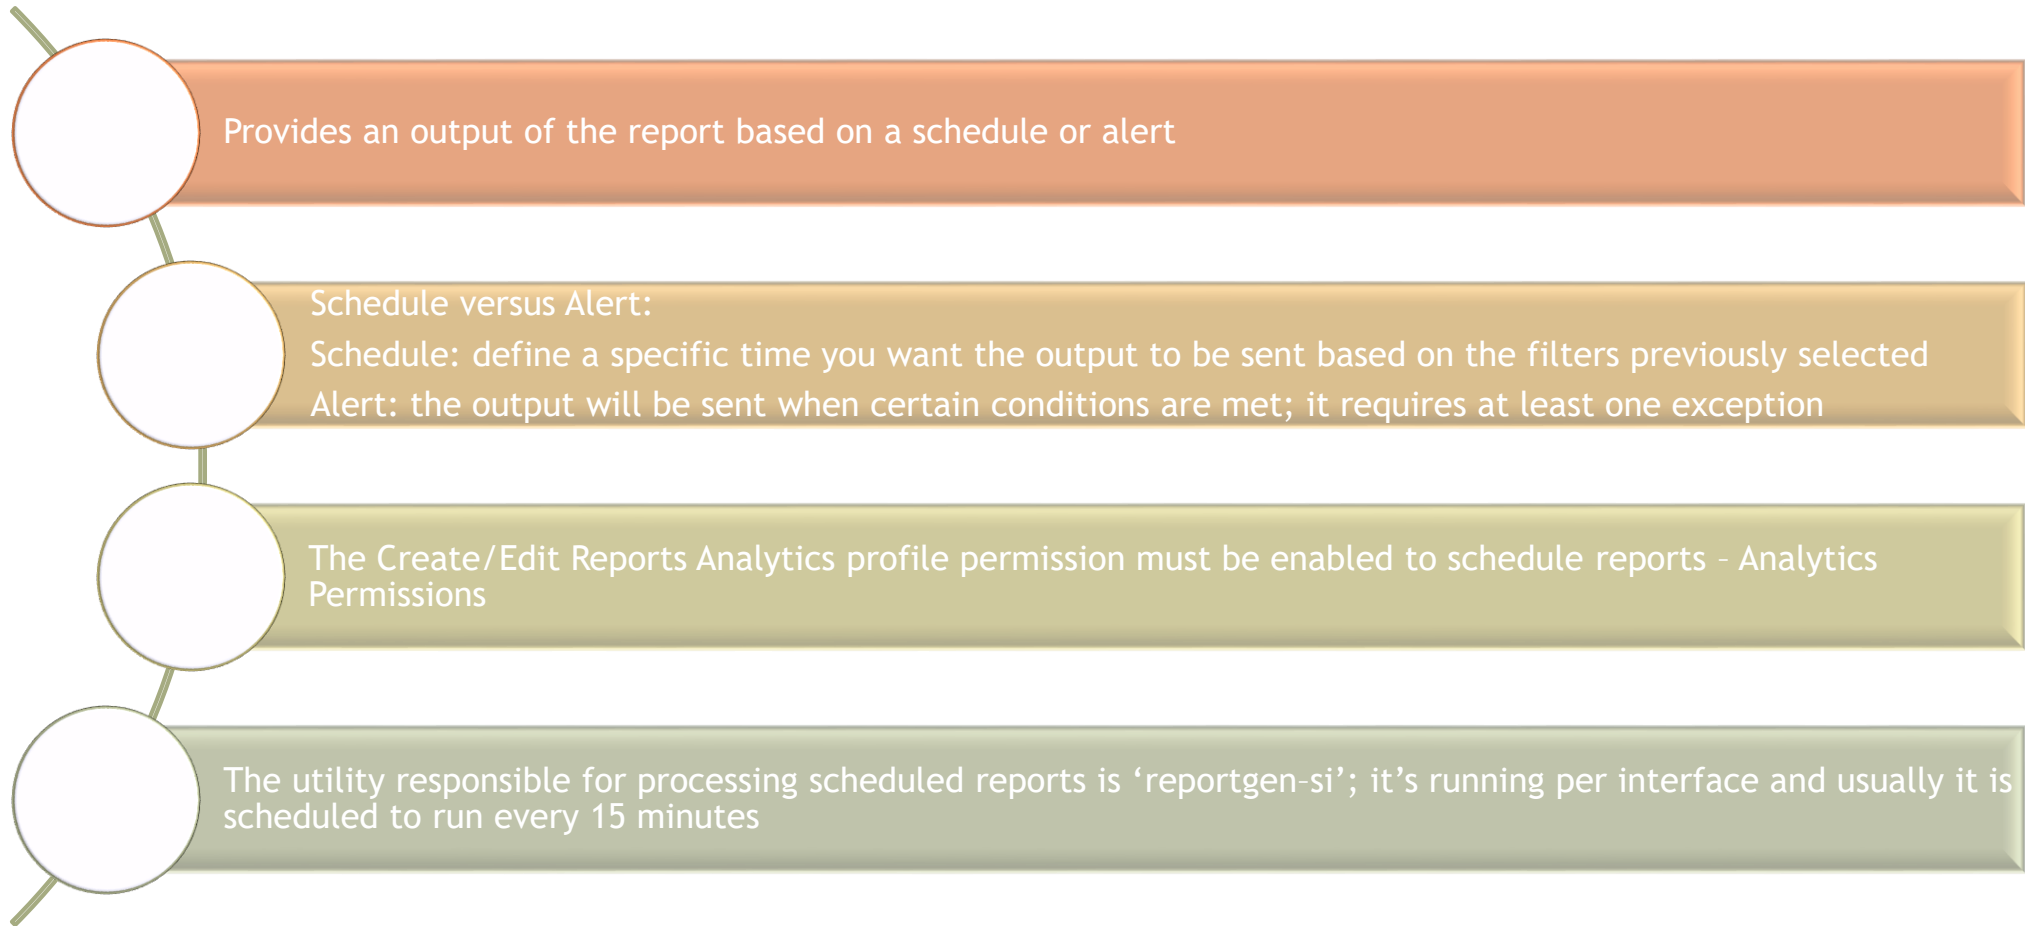 Provides an output of the report based on a schedule or alert
Schedule versus Alert:
Schedule: define a specific time you want the output to be sent based on the filters previously selected
Alert: the output will be sent when certain conditions are met; it requires at least one exception
The Create/Edit Reports Analytics profile permission must be enabled to schedule reports – Analytics
Permissions
The utility responsible for processing scheduled reports is ‘reportgen–si’; it’s running per interface and usually it is
scheduled to run every 15 minutes